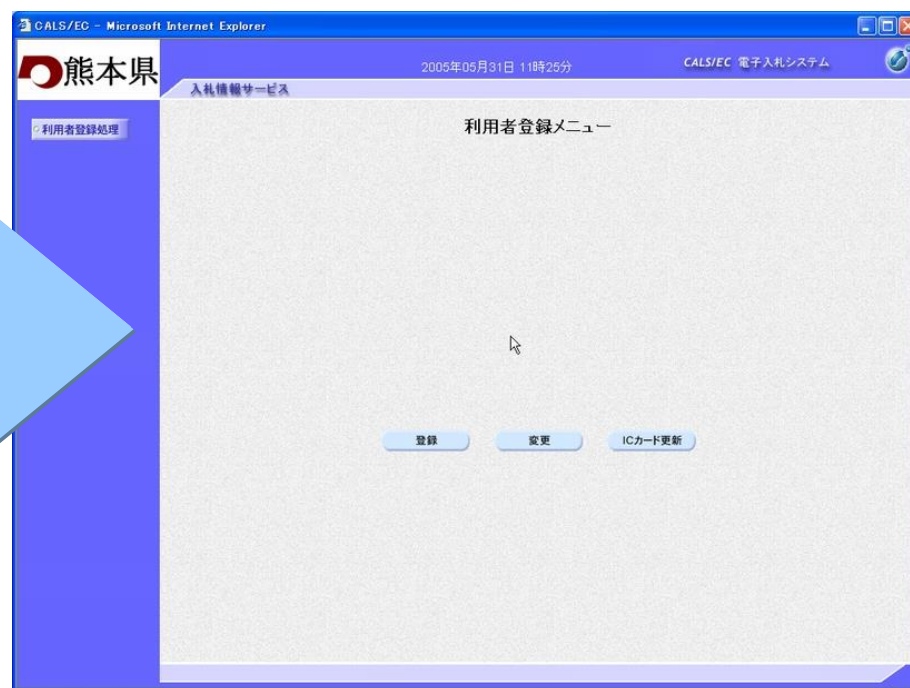 CALS/EC - Microsoft Internet Explorer
熊本県
2005年05月31日 11時25分
CALS/EC 電子入札システム
入札情報サービス
利用者登録処理
利用者登録メニュー
登録
変更
ICカード更新